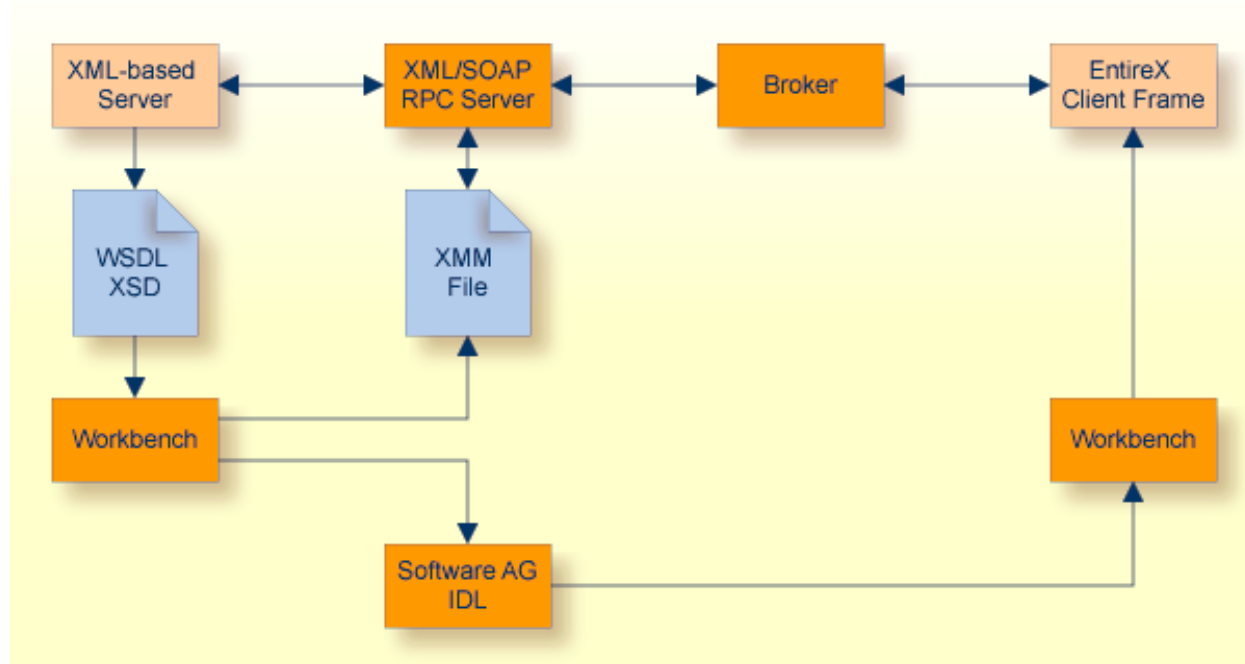 XML-based
Server
XML/SOAP
RPC Server
Broker
EntireX
Client Frame
WSDL
XSD
XMM
File
Workbench
Workbench
Software AG
IDL